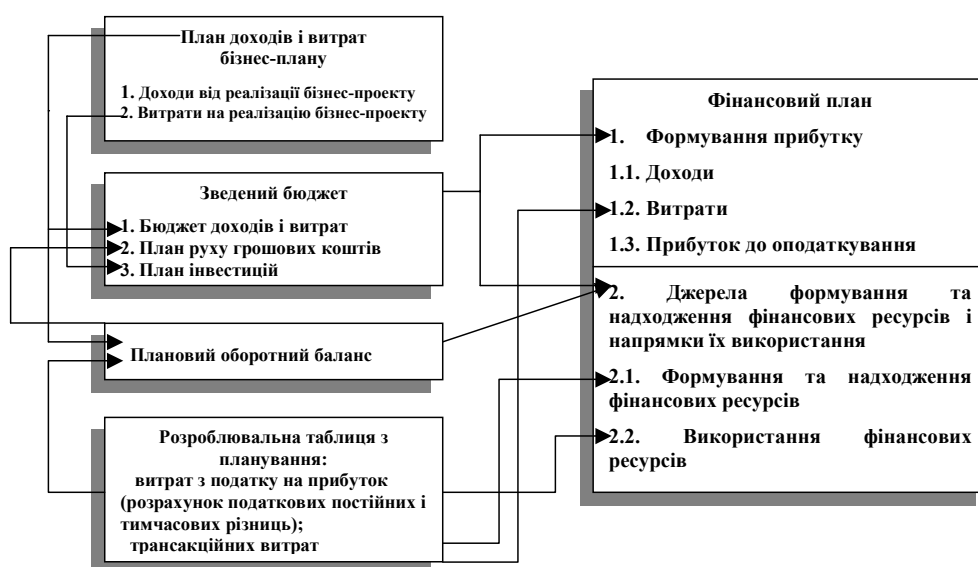 План доходів і витрат
бізнес-плану
1. Доходи від реалізації бізнес-проекту
2. Витрати на реалізацію бізнес-проекту
Зведений бюджет
1. Бюджет доходів і витрат
2. План руху грошових коштів
3. План інвестицій
Плановий оборотний баланс
Розроблювальна таблиця з
планування:
витрат з податку на прибуток
(розрахунок податкових постійних і
тимчасових різниць);
трансакційних витрат
Фінансовий план
1. Формування прибутку
1.1. Доходи
1.2. Витрати
1.3. Прибуток до оподаткування
2. Джерела формування та
надходження фінансових ресурсів і
напрямки їх використання
2.1. Формування та надходження
фінансових ресурсів
2.2. Використання фінансових
ресурсів